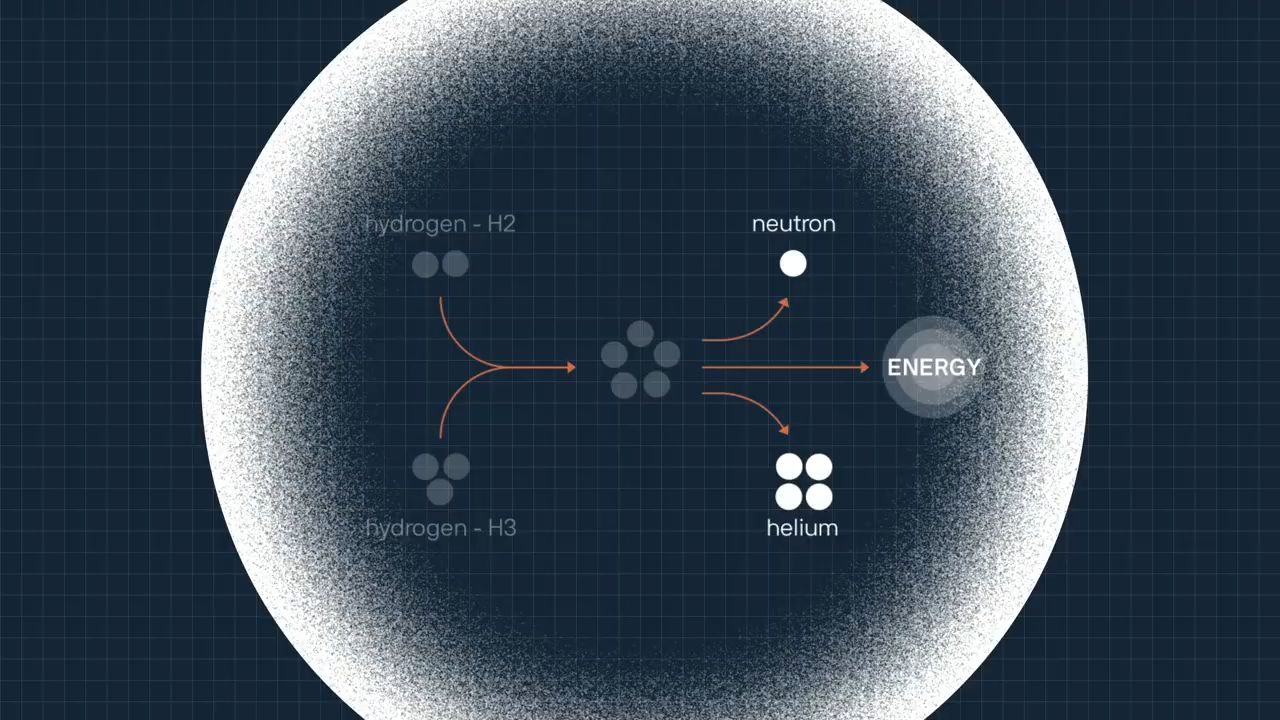 hydrogen - H2
neutron
ENERGY
hydrogen - H3
helium